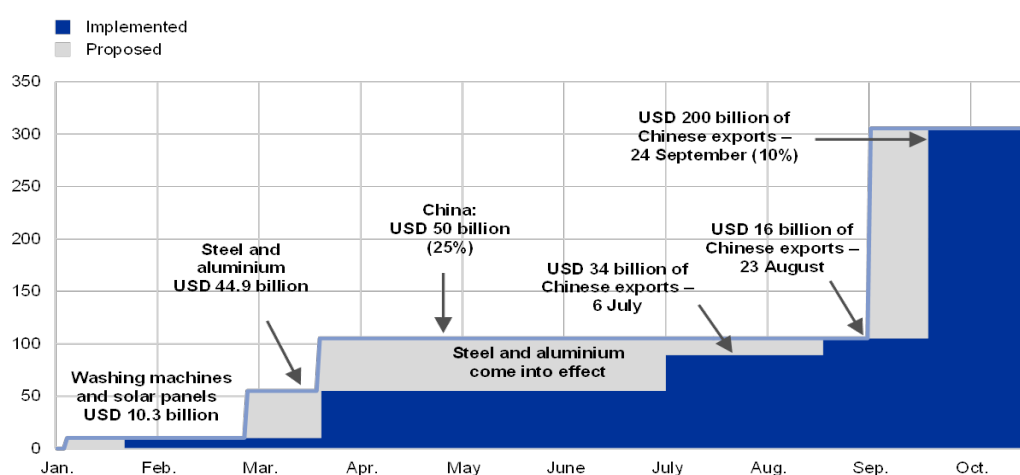 Implemented
Proposed
350
300
250
200
150
100
50
0
USD 200 billion of
Chinese exports –
24 September (10%)
China:
USD 50 billion
(25%)
USD 16 billion of
Chinese exports –
23 August
Steel and
aluminium
USD 44.9 billion
USD 34 billion of
Chinese exports –
6 July
Steel and aluminium
come into effect
Washing machines
and solar panels
USD 10.3 billion
Jan. Feb. Mar. Apr. May June July Aug. Sep. Oct.